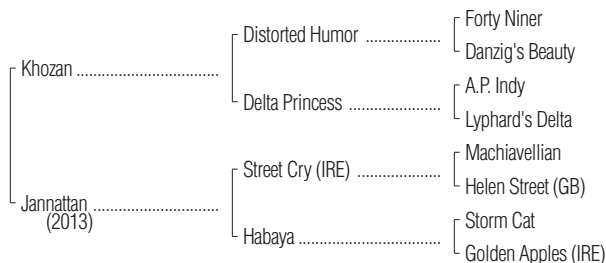 Forty Niner
Distorted Humor ..................
Danzig's Beauty
Khozan ..................................
A.P. Indy
Delta Princess ......................
Lyphard's Delta
Machiavellian
Street Cry (IRE) ...................
Helen Street (GB)
Jannattan ..............................
(2013)
Storm Cat
Habaya .................................
Golden Apples (IRE)